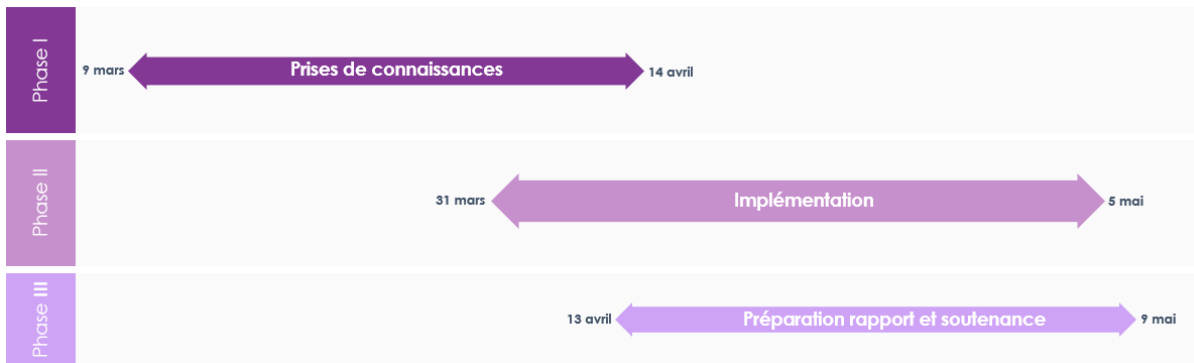 Phase I
9 mars
Prises de connaissances
14 avril
Phase II
31 mars
Implémentation
5 mai
Phase III
13 avril
Préparation rapport et soutenance
9 mai